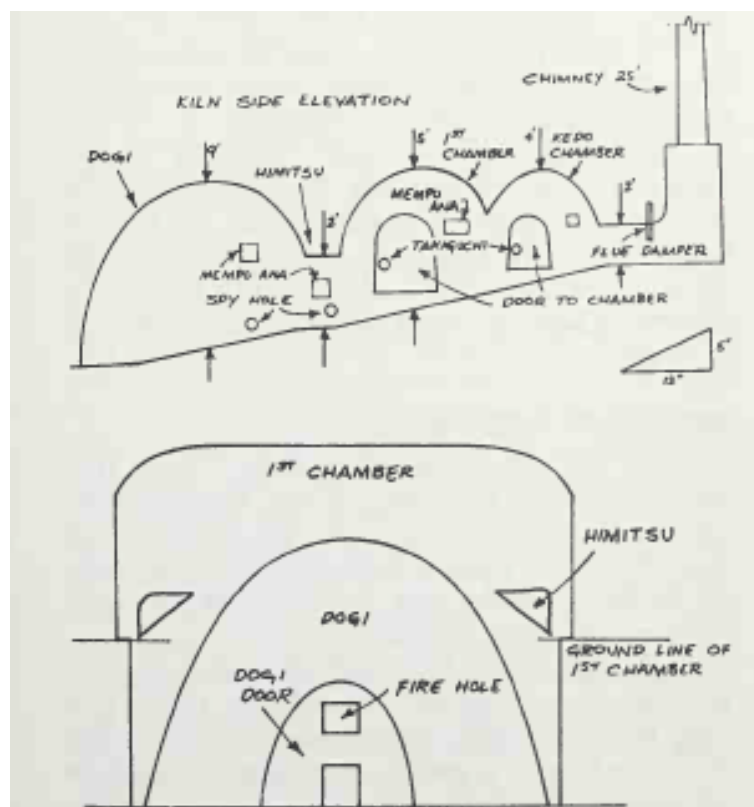 CHIMNEY 25'
KILN SIDE ELEVATION
DOGI
9'
HIMITSU
2'
5'
1ST CHAMBER
4'
KEDO
CHAMBER
2'
MEMPO
ANA
TAKIGUCHI
FLUE DAMPER
MEMPO ANA
SPY HOLE
DOOR TO CHAMBER
5"
12"
1ST CHAMBER
HIMITSU
DOGI
GROUND LINE OF
1ST CHAMBER
DOGI
DOOR
FIRE HOLE